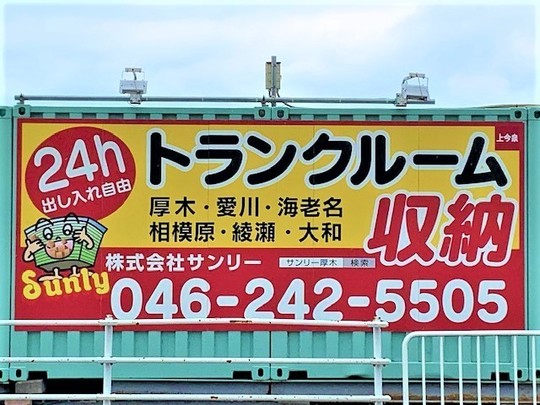 上今泉
24h
出し入れ自由
トランクルーム
厚木・愛川・海老名
相模原・綾瀬・大和
収納
Sunly
株式会社サンリー
サンリー厚木 検索
046-242-5505